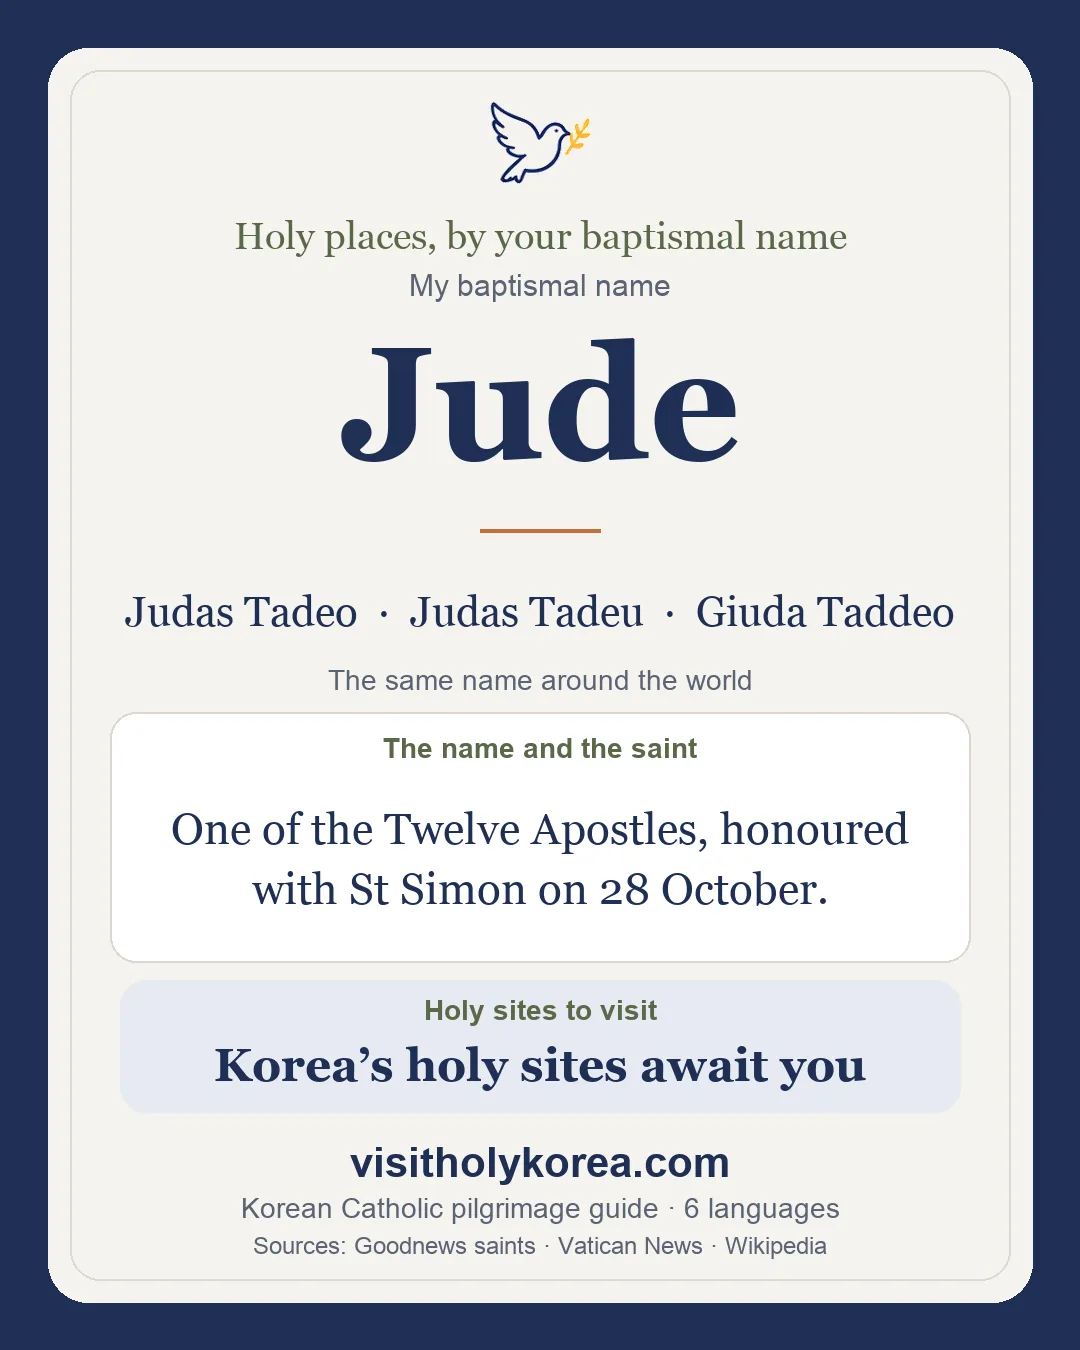 Holy places, by your baptismal name
My baptismal name
Jude
Judas Tadeo · Judas Tadeu · Giuda Taddeo
The same name around the world
The name and the saint
One of the Twelve Apostles, honoured
with St Simon on 28 October.
Holy sites to visit
Korea’s holy sites await you
visitholykorea.com
Korean Catholic pilgrimage guide · 6 languages
Sources: Goodnews saints · Vatican News · Wikipedia